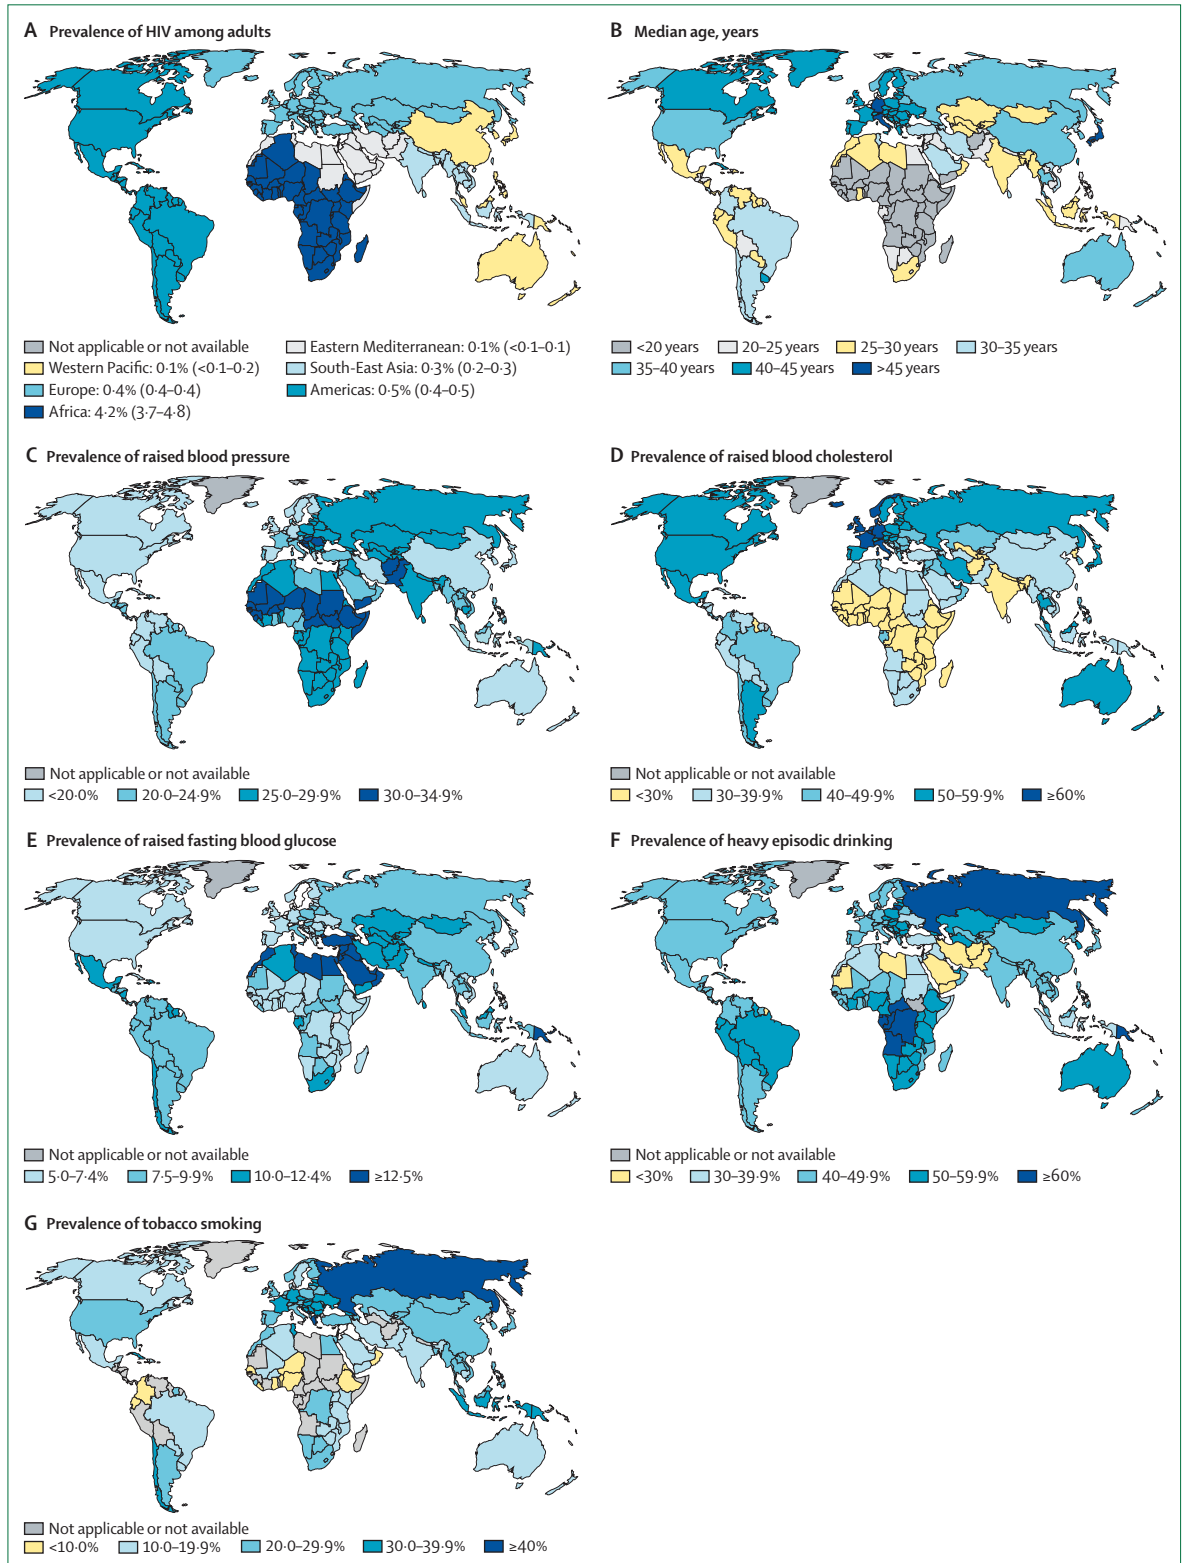 A Prevalence of HIV among adults
B Median age, years
Not applicable or not available
Eastern Mediterranean: 0·1% (<0·1–0·1)
Western Pacific: 0·1% (<0·1–0·2)
South-East Asia: 0·3% (0·2–0·3)
Europe: 0·4% (0·4–0·4)
Americas: 0·5% (0·4–0·5)
Africa: 4·2% (3·7–4·8)
<20 years 20–25 years 25–30 years 30–35 years
35–40 years 40–45 years >45 years
C Prevalence of raised blood pressure
D Prevalence of raised blood cholesterol
Not applicable or not available
<20·0% 20·0–24·9% 25·0–29·9% 30·0–34·9%
Not applicable or not available
<30% 30–39·9% 40–49·9% 50–59·9% ≥60%
E Prevalence of raised fasting blood glucose
F Prevalence of heavy episodic drinking
Not applicable or not available
5·0–7·4% 7·5–9·9% 10·0–12·4% ≥12·5%
Not applicable or not available
<30% 30–39·9% 40–49·9% 50–59·9% ≥60%
G Prevalence of tobacco smoking
Not applicable or not available
<10·0% 10·0–19·9% 20·0–29·9% 30·0–39·9% ≥40%